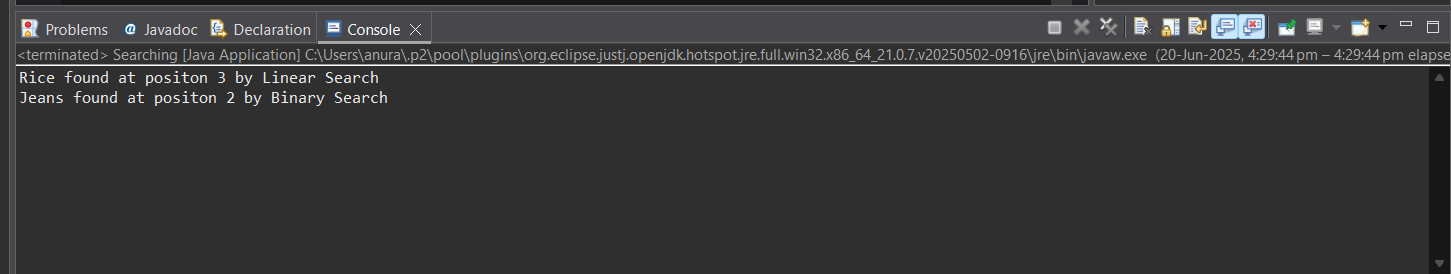 Problems @ Javadoc Declaration Console
<terminated> Searching [Java Application] C:\Users\anura\.p2\pool\plugins\org.eclipse.justj.openjdk.hotspot.jre.full.win32.x86_64_21.0.7.v20250502-0916\jre\bin\javaw.exe (20-Jun-2025, 4:29:44 pm – 4:29:44 pm elapse
Rice found at positon 3 by Linear Search
Jeans found at positon 2 by Binary Search